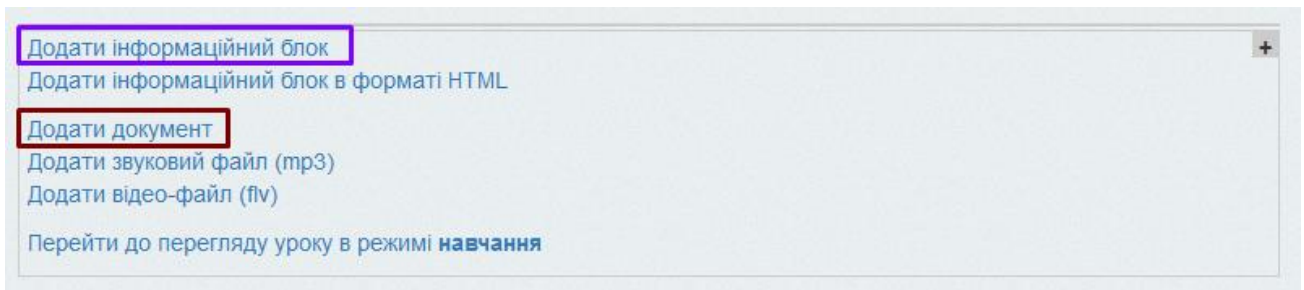 Додати інформаційний блок
+
Додати інформаційний блок в форматі HTML
Додати документ
Додати звуковий файл (mp3)
Додати відео-файл (flv)
Перейти до перегляду уроку в режимі навчання